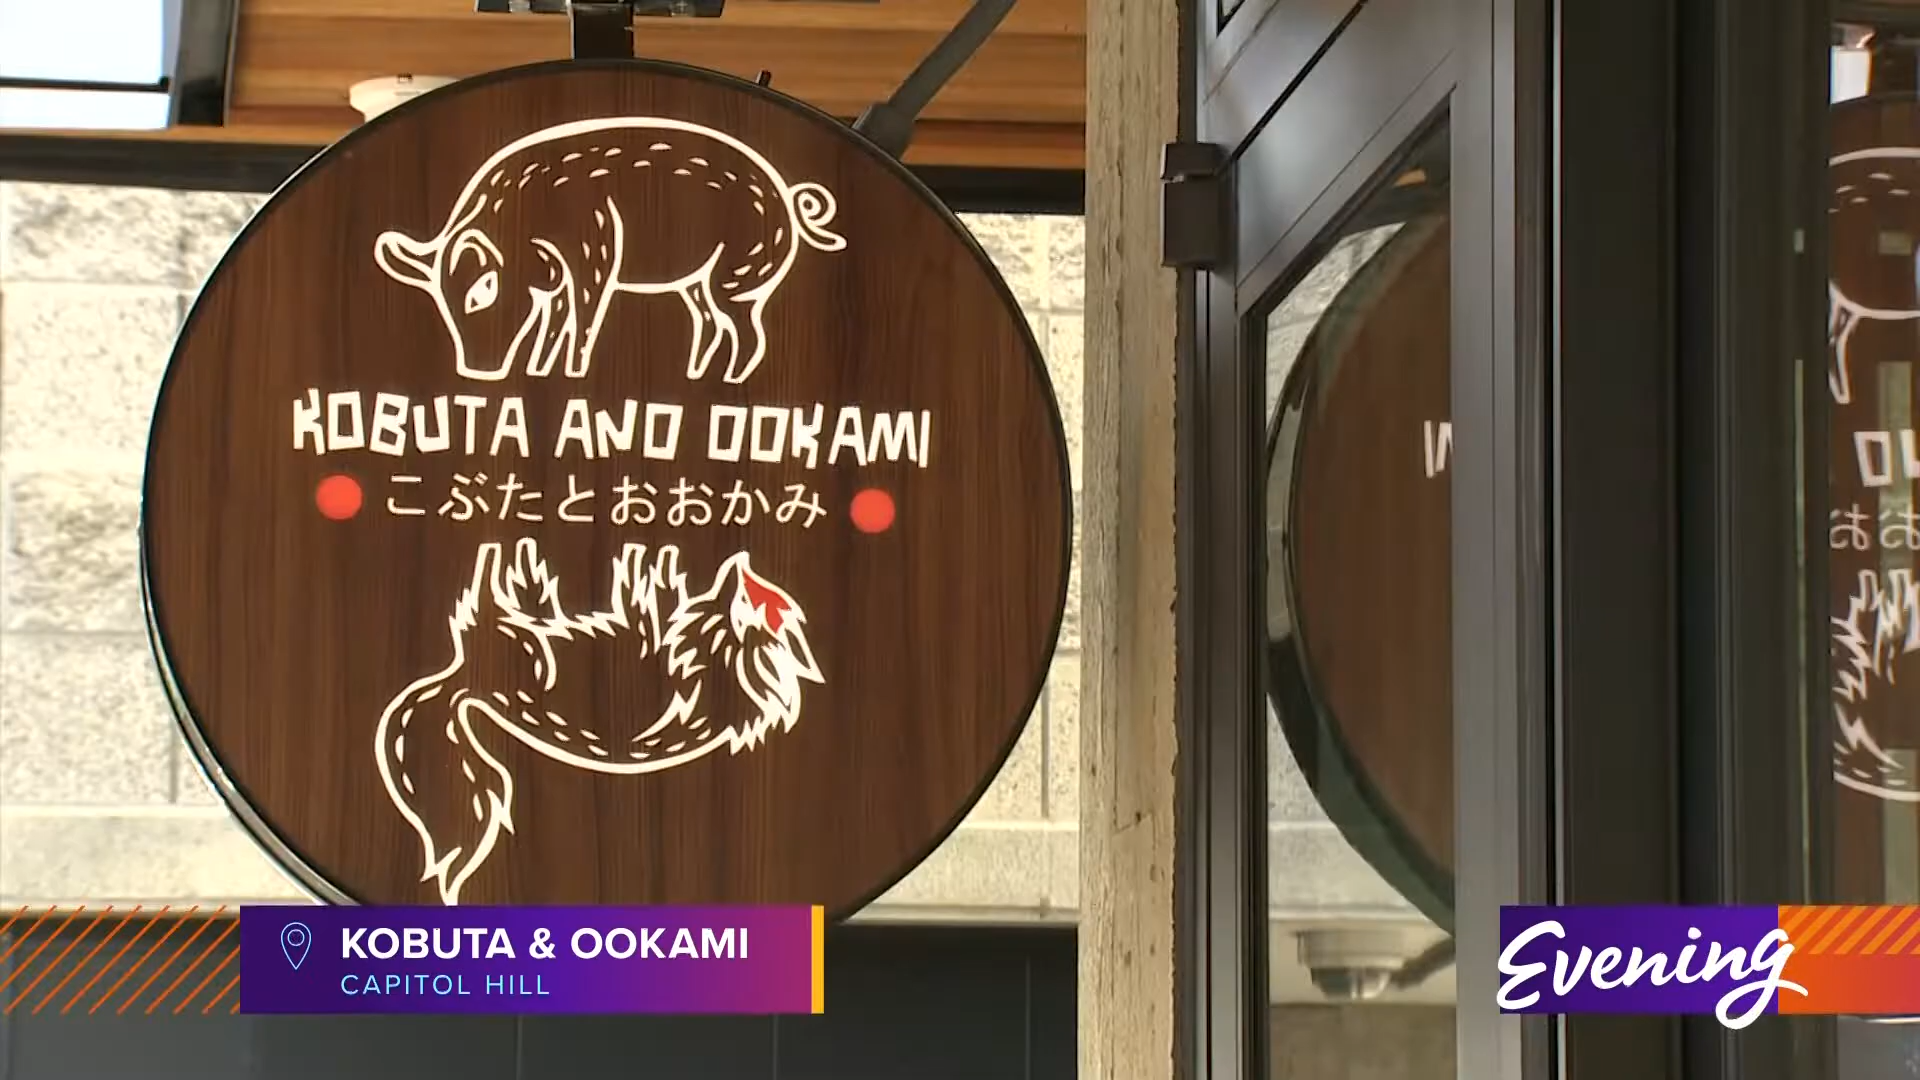 KOBUTA AND OOKAMI
こぶたとおおかみ
KOBUTA & OOKAMI
CAPITOL HILL
Evening